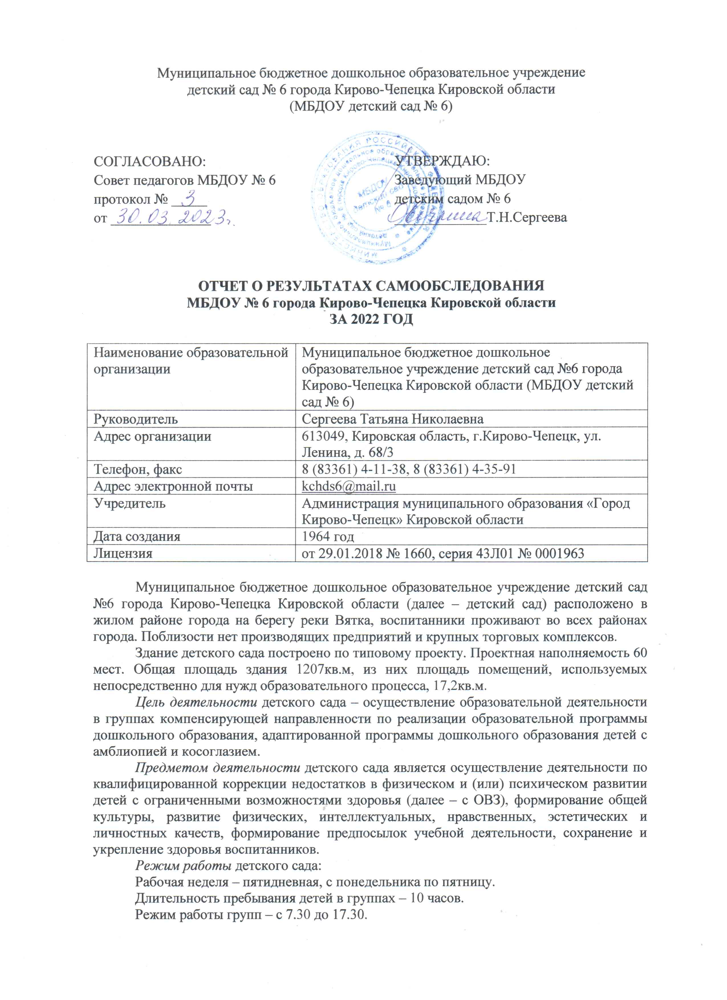 Муниципальное бюджетное дошкольное образовательное учреждение
детский сад № 6 города Кирово-Чепецка Кировской области
(МБДОУ детский сад № 6)
СОГЛАСОВАНО:
Совет педагогов МБДОУ № 6
протокол № 3
от 30.03.2023г.
УТВЕРЖДАЮ:
Заведующий МБДОУ
детским садом № 6
Т.Н.Сергеева
МБДОУ
детский сад
№ 6
ОТЧЕТ О РЕЗУЛЬТАТАХ САМООБСЛЕДОВАНИЯ
МБДОУ № 6 города Кирово-Чепецка Кировской области
ЗА 2022 ГОД
Наименование образовательной
организации
Муниципальное бюджетное дошкольное
образовательное учреждение детский сад №6 города
Кирово-Чепецка Кировской области (МБДОУ детский
сад № 6)
Руководитель
Сергеева Татьяна Николаевна
Адрес организации
613049, Кировская область, г.Кирово-Чепецк, ул.
Ленина, д. 68/3
Телефон, факс
8 (83361) 4-11-38, 8 (83361) 4-35-91
Адрес электронной почты
kchds6@mail.ru
Учредитель
Администрация муниципального образования «Город
Кирово-Чепецк» Кировской области
Дата создания
1964 год
Лицензия
от 29.01.2018 № 1660, серия 43Л01 № 0001963
Муниципальное бюджетное дошкольное образовательное учреждение детский сад
№6 города Кирово-Чепецка Кировской области (далее – детский сад) расположено в
жилом районе города на берегу реки Вятка, воспитанники проживают во всех районах
города. Поблизости нет производящих предприятий и крупных торговых комплексов.
Здание детского сада построено по типовому проекту. Проектная наполняемость 60
мест. Общая площадь здания 1207кв.м, из них площадь помещений, используемых
непосредственно для нужд образовательного процесса, 17,2кв.м.
Цель деятельности детского сада – осуществление образовательной деятельности
в группах компенсирующей направленности по реализации образовательной программы
дошкольного образования, адаптированной программы дошкольного образования детей с
амблиопией и косоглазием.
Предметом деятельности детского сада является осуществление деятельности по
квалифицированной коррекции недостатков в физическом и (или) психическом развитии
детей с ограниченными возможностями здоровья (далее – с ОВЗ), формирование общей
культуры, развитие физических, интеллектуальных, нравственных, эстетических и
личностных качеств, формирование предпосылок учебной деятельности, сохранение и
укрепление здоровья воспитанников.
Режим работы детского сада:
Рабочая неделя – пятидневная, с понедельника по пятницу.
Длительность пребывания детей в группах – 10 часов.
Режим работы групп – с 7.30 до 17.30.